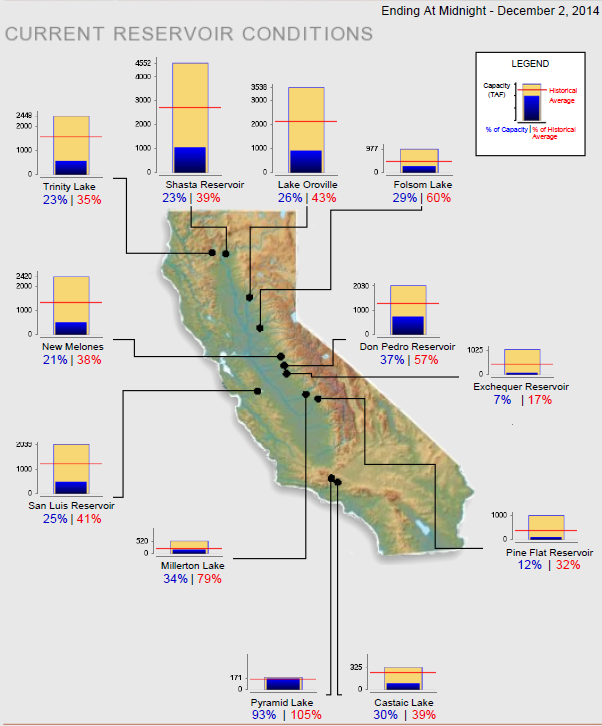 Ending At Midnight - December 2, 2014
CURRENT RESERVOIR CONDITIONS
LEGEND
Capacity
(TAF)
Historical
Average
% of Capacity | % of Historical
Average
4552
4000
3000
2000
1000
0
Shasta Reservoir
23% | 39%
3538
3000
2000
1000
0
Lake Oroville
26% | 43%
2448
2000
1000
0
Trinity Lake
23% | 35%
977
0
Folsom Lake
29% | 60%
2420
2000
1000
0
New Melones
21% | 38%
2030
1000
0
Don Pedro Reservoir
37% | 57%
1025
0
Exchequer Reservoir
7% | 17%
2039
1000
0
San Luis Reservoir
25% | 41%
520
0
Millerton Lake
34% | 79%
1000
0
Pine Flat Reservoir
12% | 32%
171
0
Pyramid Lake
93% | 105%
325
0
Castaic Lake
30% | 39%